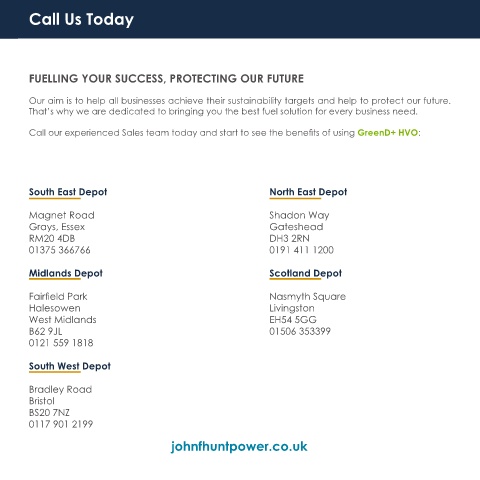 Call Us Today
FUELLING YOUR SUCCESS, PROTECTING OUR FUTURE
Our aim is to help all businesses achieve their sustainability targets and help to protect our future.
That's why we are dedicated to bringing you the best fuel solution for every business need.
Call our experienced Sales team today and start to see the benefits of using GreenD+ HVO:
South East Depot
Magnet Road
Grays, Essex
RM20 4DB
01375 366766
Midlands Depot
Fairfield Park
Halesowen
West Midlands
B62 9JL
0121 559 1818
South West Depot
Bradley Road
Bristol
BS20 7NZ
0117 901 2199
North East Depot
Shadon Way
Gateshead
DH3 2RN
0191 411 1200
Scotland Depot
Nasmyth Square
Livingston
EH54 5GG
01506 353399
johnfhuntpower.co.uk